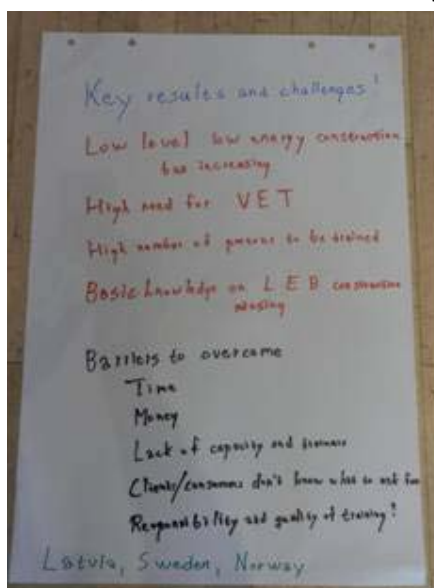 Key results and challenges!
Low level low energy construction
but increasing
High need for VET
High number of persons to be trained
Basic knowledge on LEB construction
missing
Barriers to overcome
Time
Money
Lack of capacity and
Clients/consumers don't know what to ask for
Responsibility and quality of training!
Latvia, Sweden, Norway